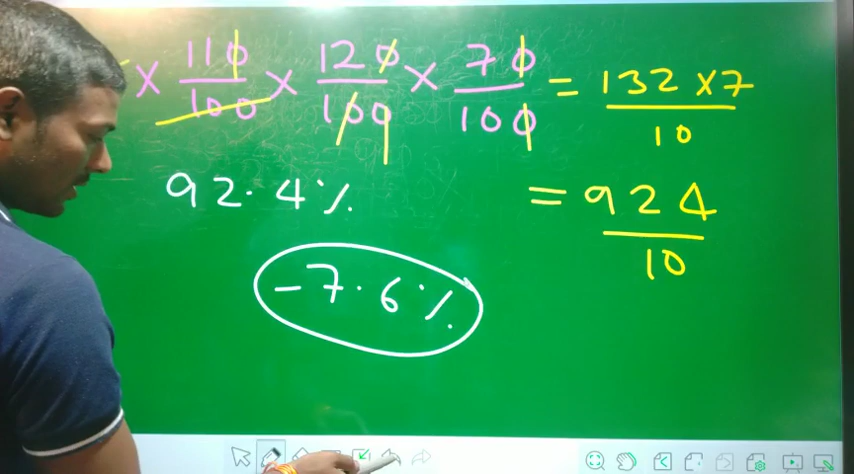 × 110/100 × 120/100 × 70/100 = 132 × 7/10
92.4% = 924/10
-7.6%